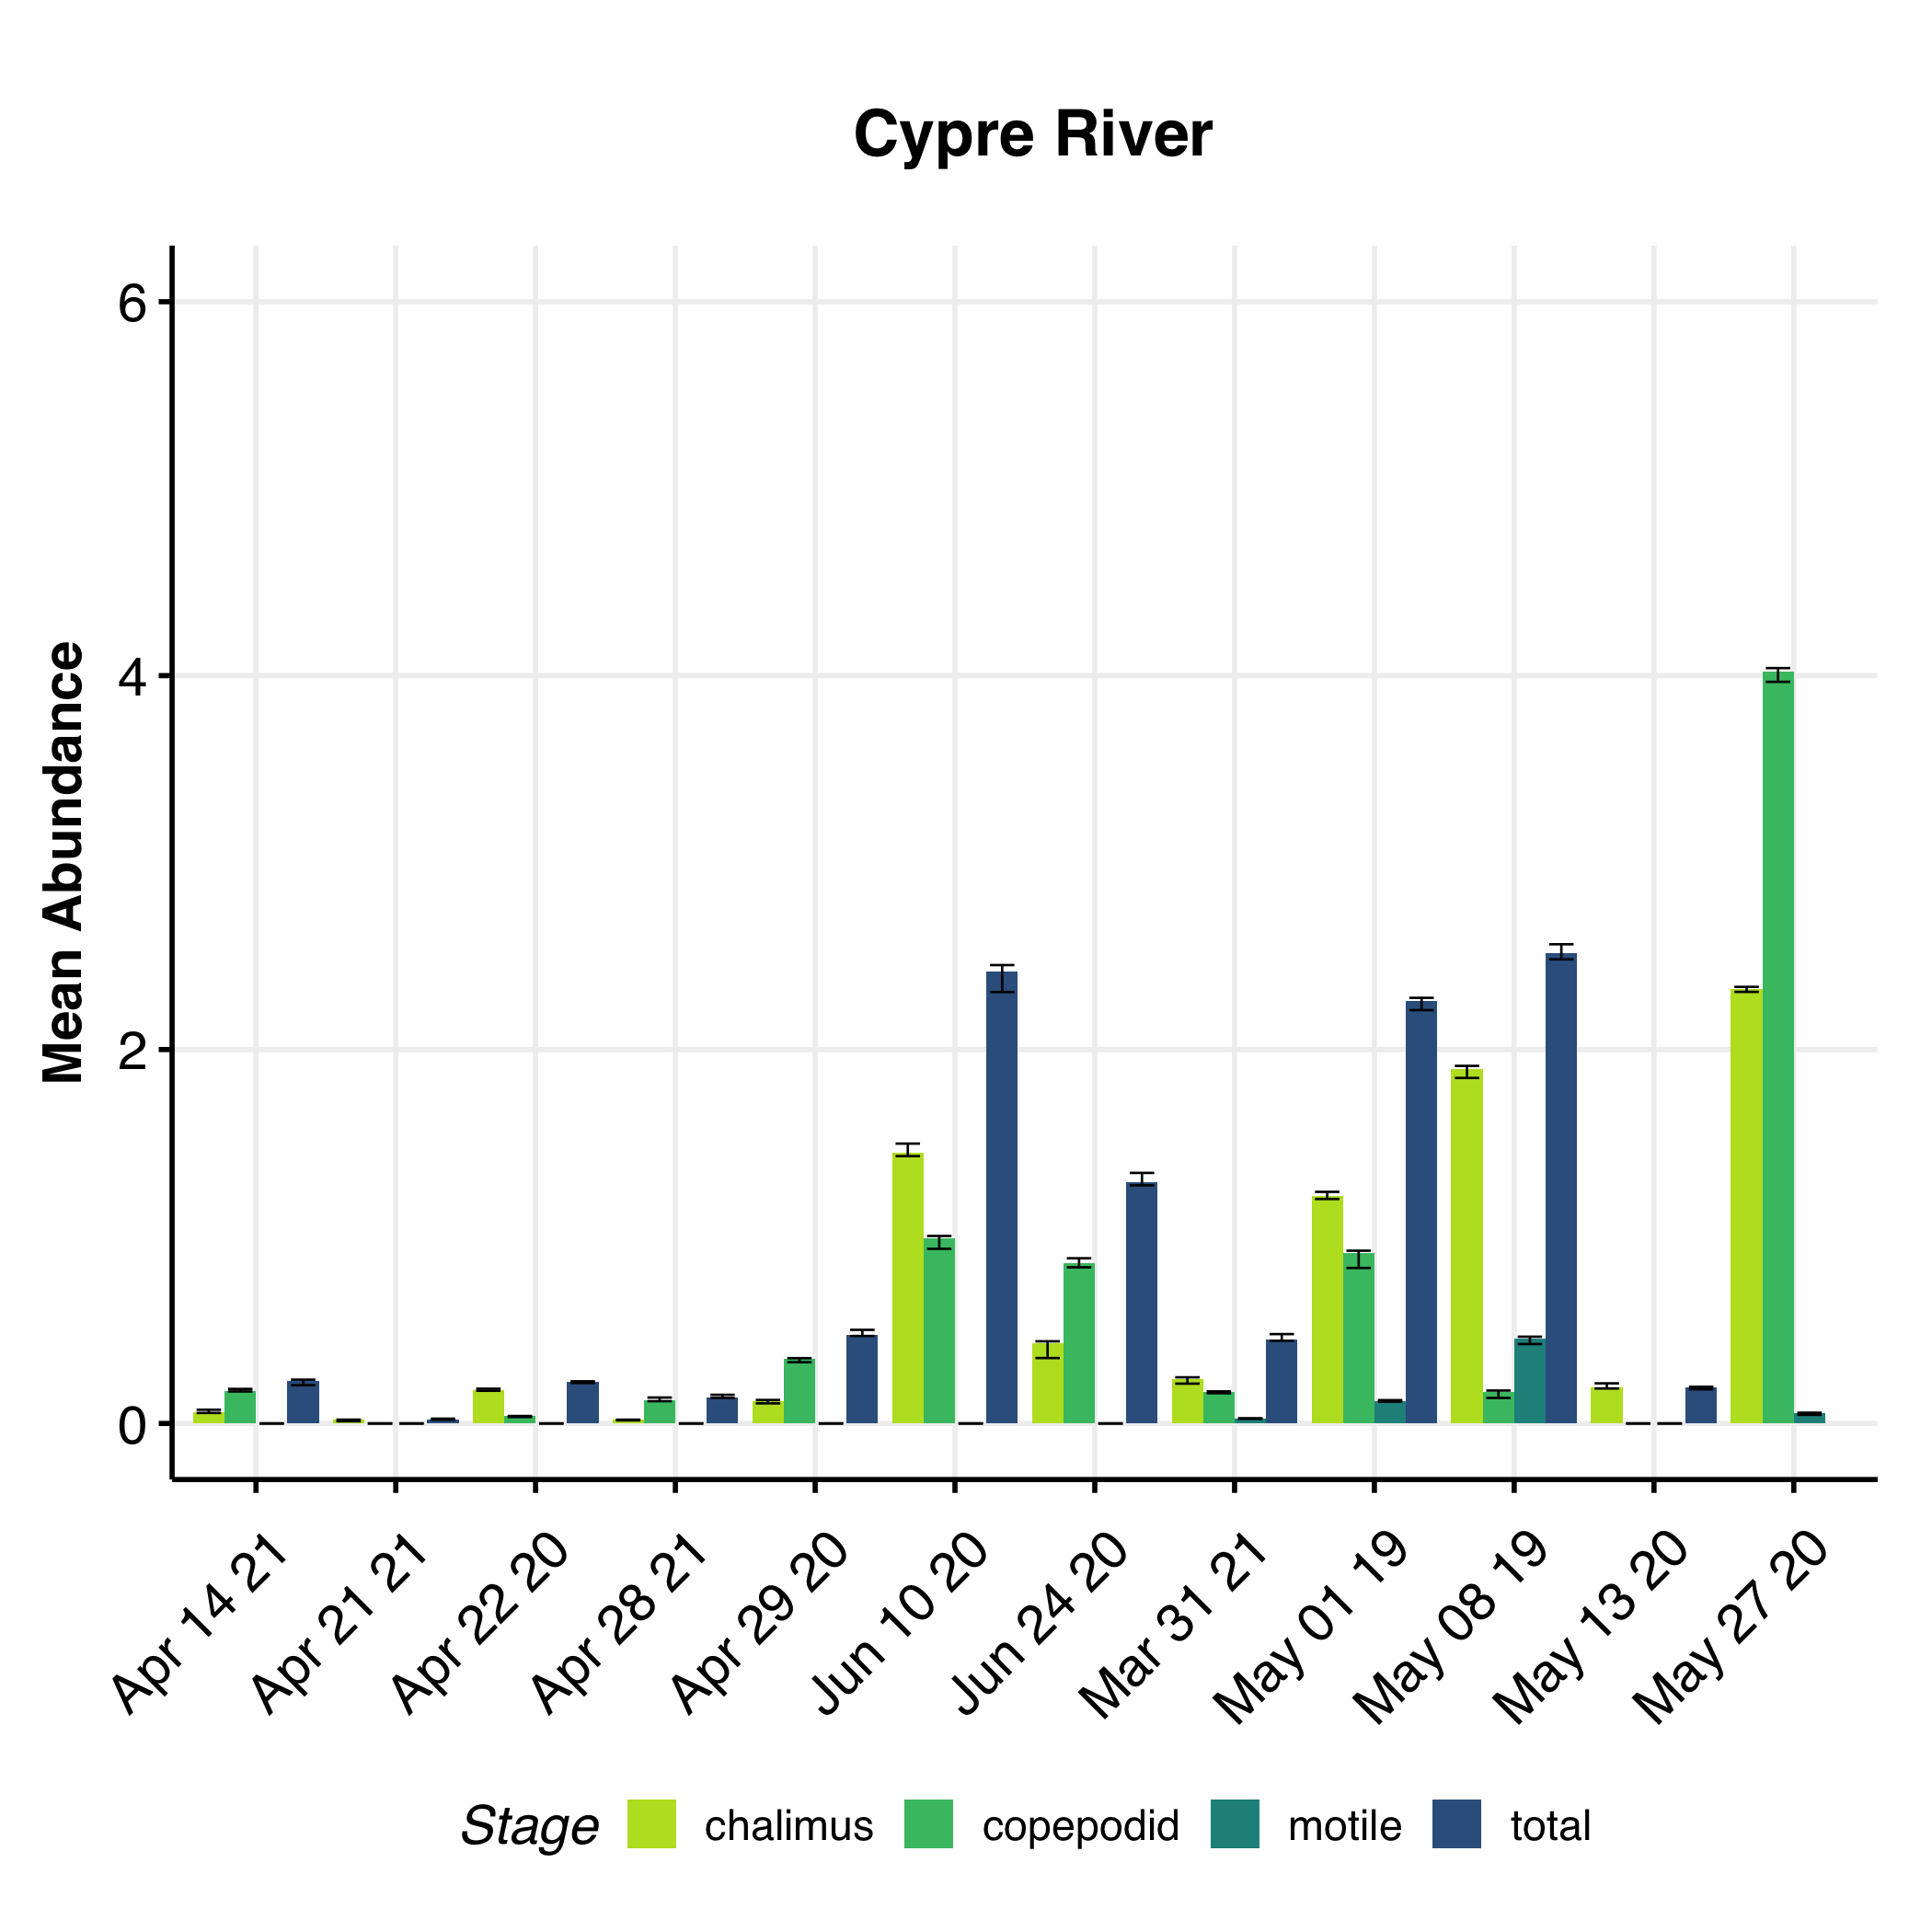 Cypre River
Mean Abundance
6
4
2
0
Apr 14 21
Apr 21 21
Apr 22 20
Apr 28 21
Apr 29 20
Jun 10 20
Jun 24 20
Mar 31 21
May 01 19
May 08 19
May 13 20
May 27 20
Stage chalimus copepodid motile total